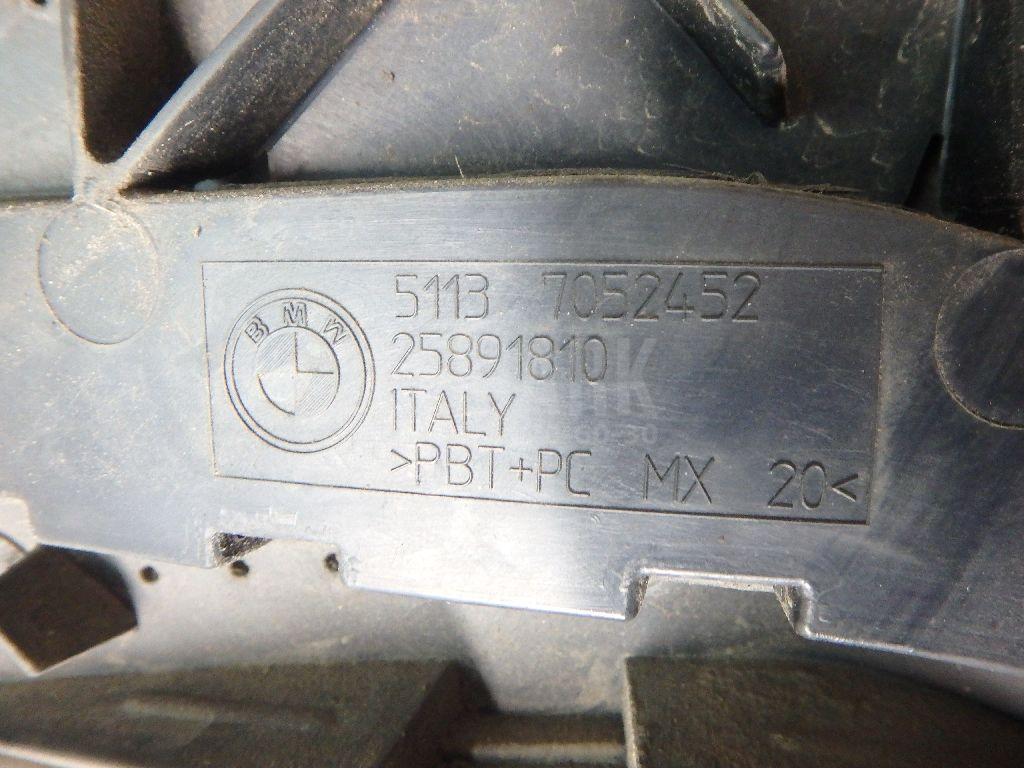 BMW
5113 7052452
25891810
ITALY
>PBT+PC MX 20<